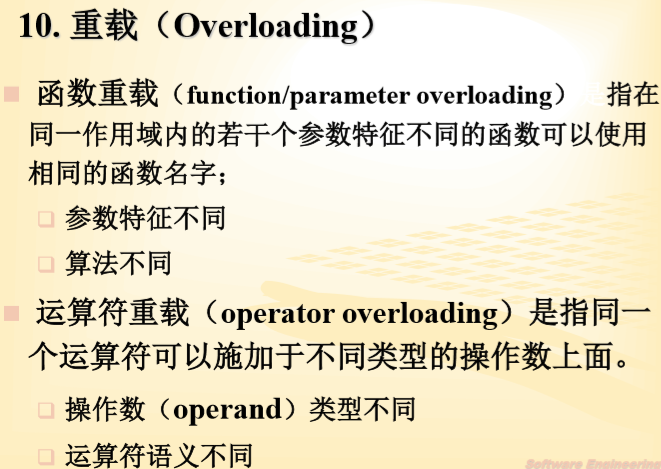 10. 重载（Overloading）
函数重载（function/parameter overloading）是指在
同一作用域内的若干个参数特征不同的函数可以使用
相同的函数名字；
参数特征不同
算法不同
运算符重载（operator overloading）是指同一
个运算符可以施加于不同类型的操作数上面。
操作数（operand）类型不同
运算符语义不同
Software Engineering